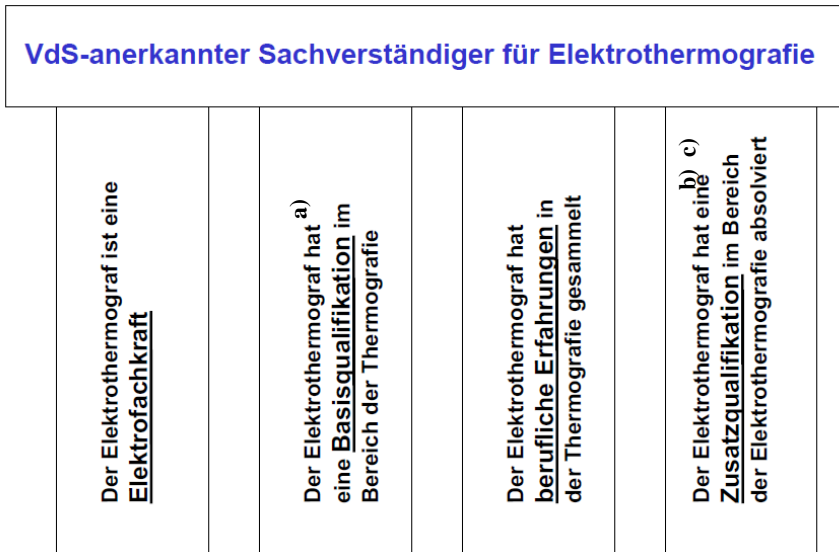 VdS-anerkannter Sachverständiger für Elektrothermografie
Der Elektrothermograf ist eine
Elektrofachkraft
a)
Der Elektrothermograf hat
eine Basisqualifikation im
Bereich der Thermografie
Der Elektrothermograf hat
berufliche Erfahrungen in
der Thermografie gesammelt
b) c)
Der Elektrothermograf hat eine
Zusatzqualifikation im Bereich
der Elektrothermografie absolviert